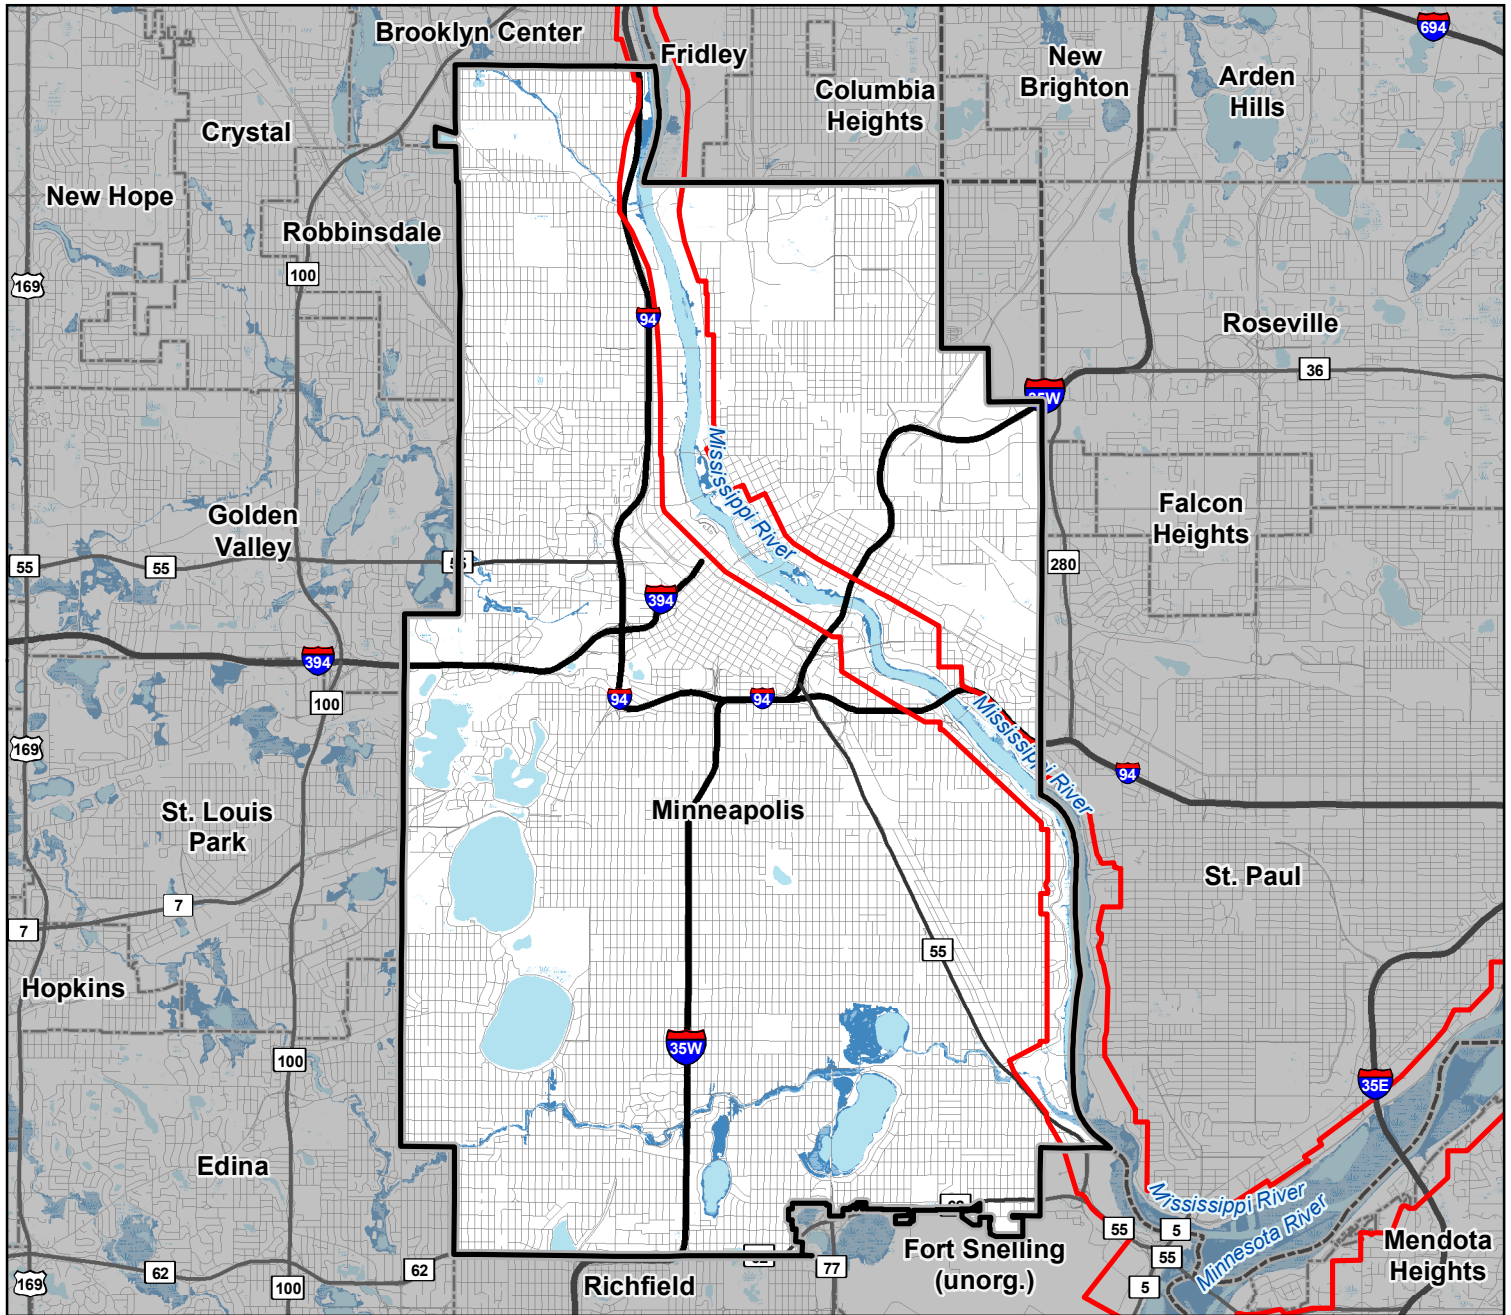 Brooklyn Center
Fridley
694
New
Brighton
Arden
Hills
Columbia
Heights
Crystal
New Hope
Robbinsdale
100
169
94
Roseville
36
35W
Mississippi River
Golden
Valley
Falcon
Heights
55
55
55
280
394
394
100
94
94
Mississippi River
169
94
St. Louis
Park
Minneapolis
St. Paul
7
7
55
Hopkins
35W
100
35E
Edina
Mississippi River
Minnesota River
55
5
55
5
Fort Snelling
(unorg.)
Mendota
Heights
62
62
77
169
100
Richfield